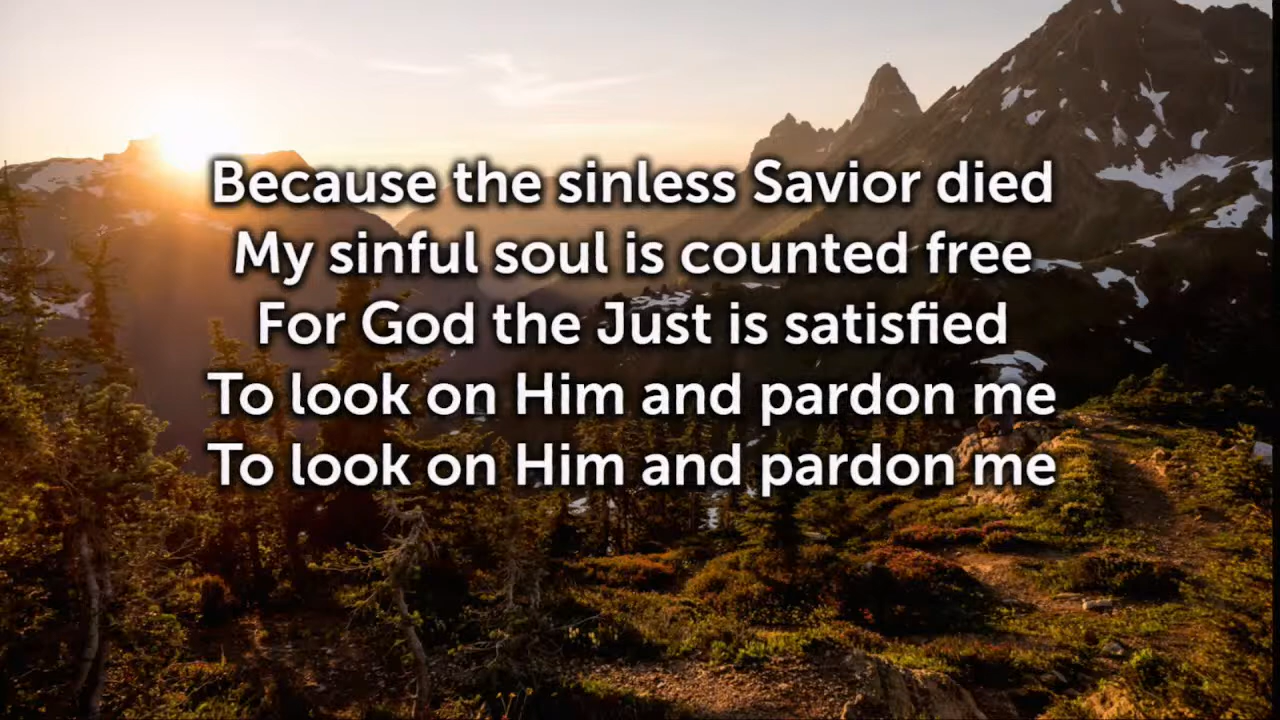 Because the sinless Savior died
My sinful soul is counted free
For God the Just is satisfied
To look on Him and pardon me
To look on Him and pardon me